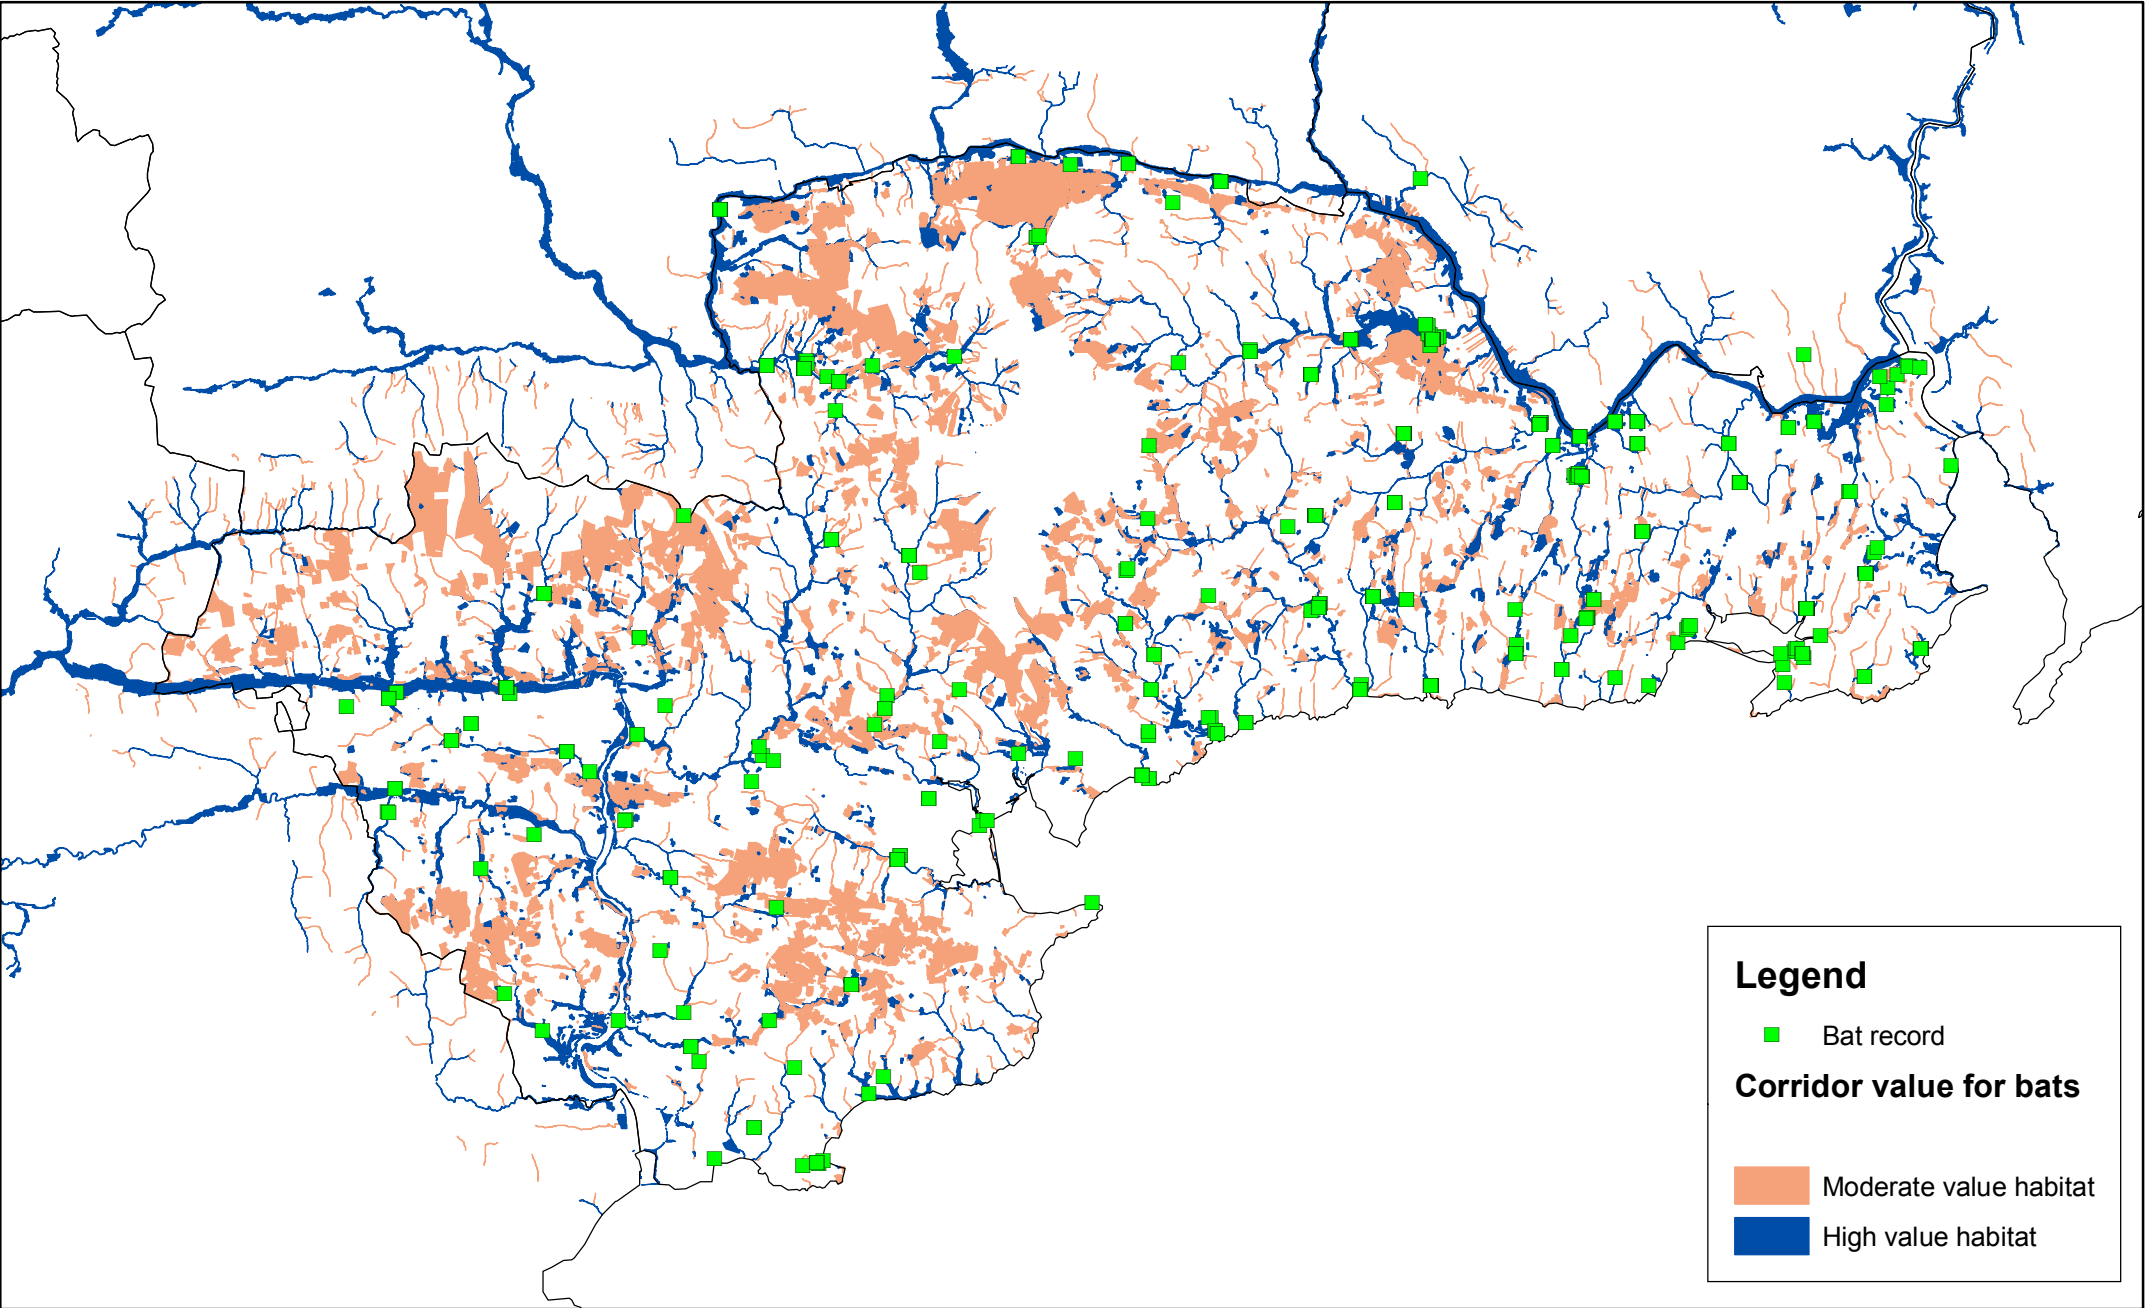 Legend
Bat record
Corridor value for bats
Moderate value habitat
High value habitat